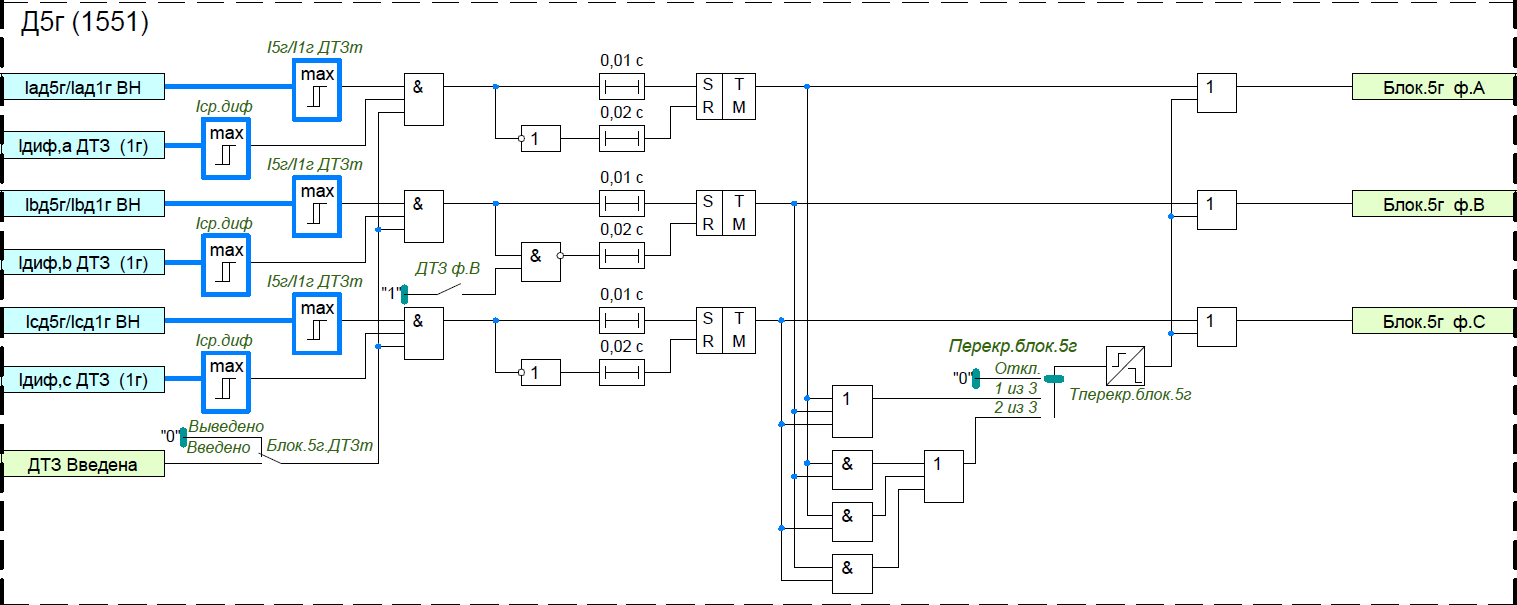 Д5г (1551)
I5г/I1г ДТЗт
0,01 с
Iад5г/Iад1г ВН
max
&
S T
R M
1
Блок.5г ф.А
Iср.диф
0,02 с
Iдиф,a ДТЗ (1г)
max
1
I5г/I1г ДТЗт
0,01 с
Ibд5г/Ibд1г ВН
max
&
S T
R M
1
Блок.5г ф.В
Iср.диф
0,02 с
Iдиф,b ДТЗ (1г)
max
&
ДТЗ ф.В
"1"
I5г/I1г ДТЗт
0,01 с
Iсд5г/Iсд1г ВН
max
&
S T
R M
1
Блок.5г ф.С
Iср.диф
0,02 с
Iдиф,с ДТЗ (1г)
max
1
Перекр.блок.5г
"0"
Откл.
1 из 3
2 из 3
Тперекр.блок.5г
1
"0"
Выведено
Введено
Блок.5г.ДТЗт
ДТЗ Введена
&
1
&
&